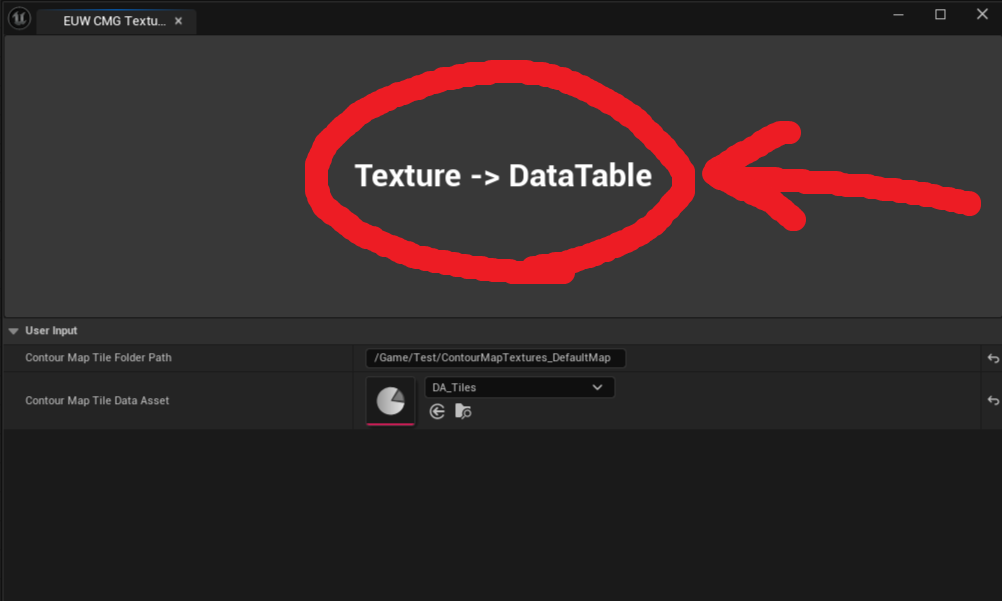 EUW CMG Textu...
Texture -> DataTable
User Input
Contour Map Tile Folder Path
/Game/Test/ContourMapTextures_DefaultMap
Contour Map Tile Data Asset
DA_Tiles